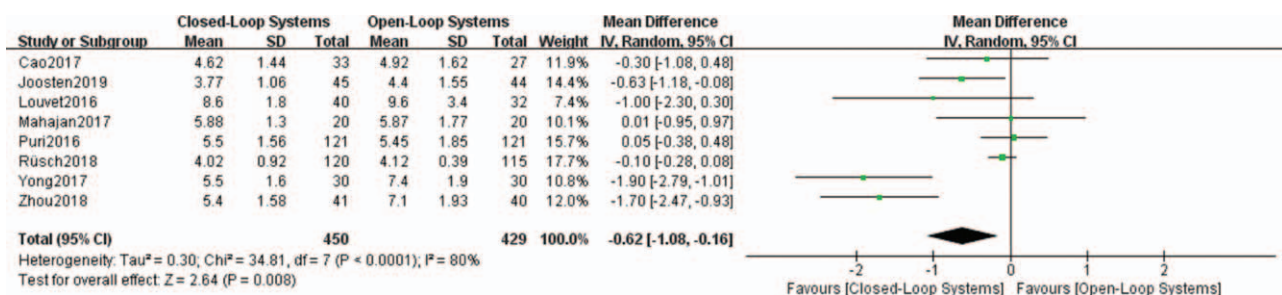 Closed-Loop Systems Open-Loop Systems Mean Difference Mean Difference
Study or Subgroup Mean SD Total Mean SD Total Weight IV, Random, 95% CI IV, Random, 95% CI
Cao2017 4.62 1.44 33 4.92 1.62 27 11.9% -0.30 [-1.08, 0.48]
Joosten2019 3.77 1.06 45 4.4 1.55 44 14.4% -0.63 [-1.18, -0.08]
Louvet2016 8.6 1.8 40 9.6 3.4 32 7.4% -1.00 [-2.30, 0.30]
Mahajan2017 5.88 1.3 20 5.87 1.77 20 10.1% 0.01 [-0.95, 0.97]
Puri2016 5.5 1.56 121 5.45 1.85 121 15.7% 0.05 [-0.38, 0.48]
Rüsch2018 4.02 0.92 120 4.12 0.39 115 17.7% -0.10 [-0.28, 0.08]
Yong2017 5.5 1.6 30 7.4 1.9 30 10.8% -1.90 [-2.79, -1.01]
Zhou2018 5.4 1.58 41 7.1 1.93 40 12.0% -1.70 [-2.47, -0.93]
Total (95% CI) 450 429 100.0% -0.62 [-1.08, -0.16]
Heterogeneity: Tau² = 0.30; Chi² = 34.81, df = 7 (P < 0.0001); I² = 80%
Test for overall effect: Z = 2.64 (P = 0.008)
-2 -1 0 1 2
Favours [Closed-Loop Systems] Favours [Open-Loop Systems]